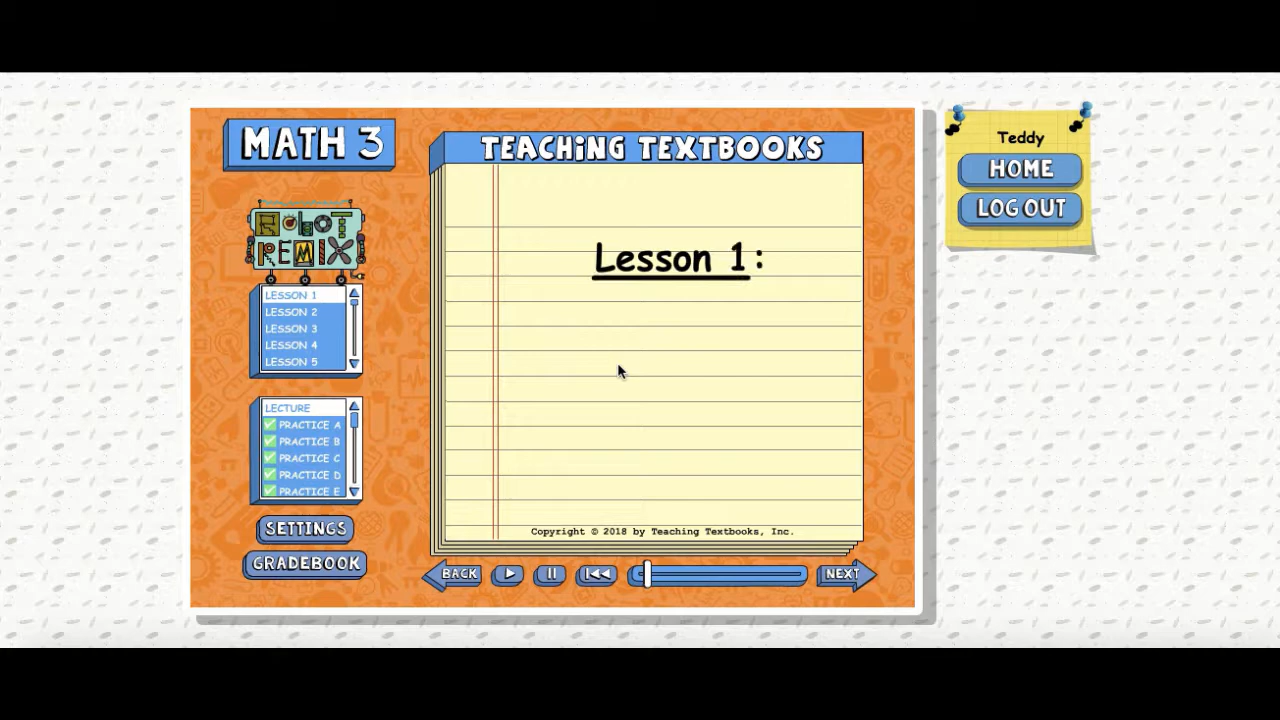 MATH 3
TEACHING TEXTBOOKS
Teddy
HOME
LOG OUT
ROBOT
REMIX
Lesson 1:
LESSON 1
LESSON 2
LESSON 3
LESSON 4
LESSON 5
LECTURE
PRACTICE A
PRACTICE B
PRACTICE C
PRACTICE D
PRACTICE E
SETTINGS
GRADEBOOK
Copyright © 2018 by Teaching Textbooks, Inc.
BACK
NEXT